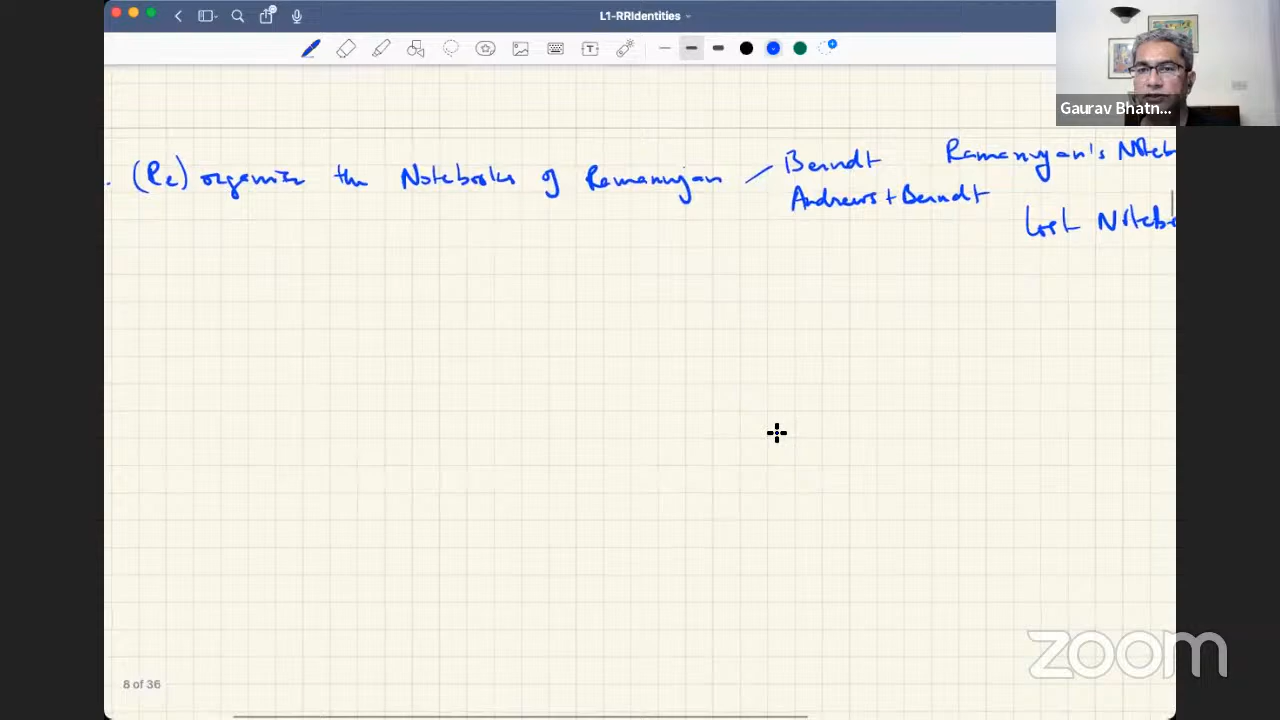 L1-RRIdentities
Gaurav Bhatn...
. (Re) organise the Notebooks of Ramanujan — Berndt Ramanujan's Noteb
Andrews + Berndt
Lost Notebo
8 of 36
zoom